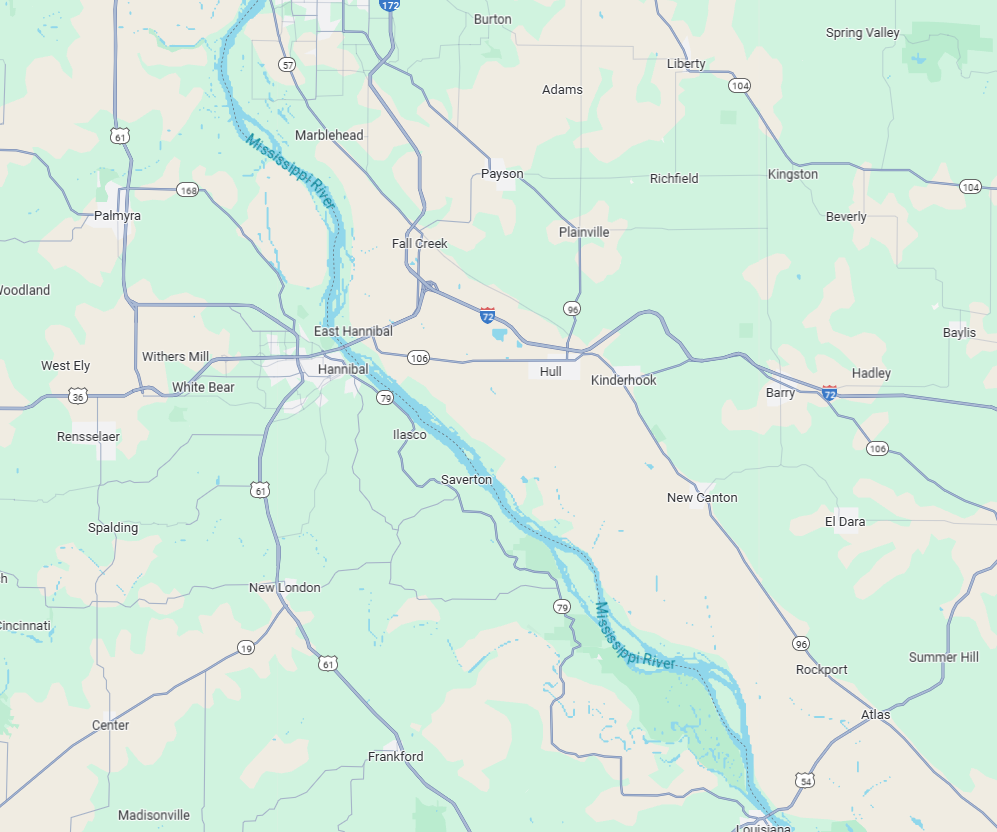 172
Burton
Spring Valley
57
Liberty
104
Adams
61
Marblehead
Mississippi River
Payson
Richfield
Kingston
168
104
Palmyra
Beverly
Plainville
Fall Creek
Woodland
96
72
East Hannibal
Baylis
Withers Mill
106
West Ely
Hannibal
Hull
Hadley
Kinderhook
White Bear
Barry
72
36
79
Rensselaer
Ilasco
106
Saverton
61
New Canton
El Dara
Spalding
New London
79
Mississippi River
Cincinnati
19
96
Summer Hill
61
Rockport
Atlas
Center
Frankford
54
Madisonville
Louisiana